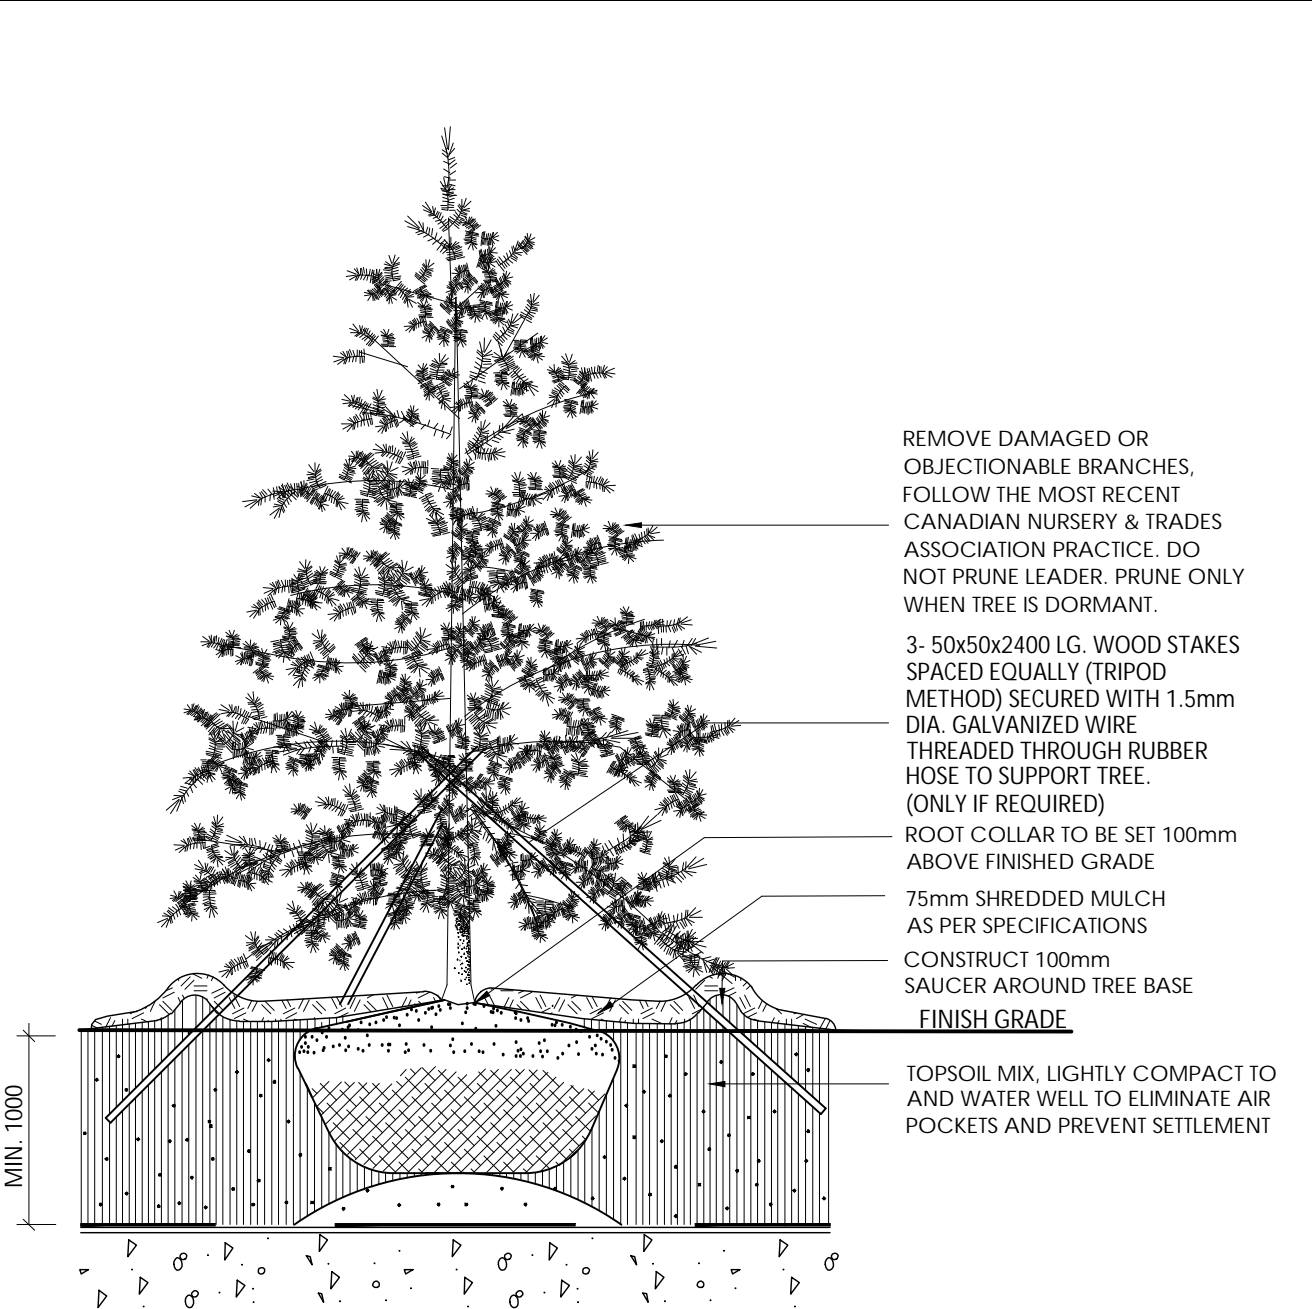 REMOVE DAMAGED OR
OBJECTIONABLE BRANCHES,
FOLLOW THE MOST RECENT
CANADIAN NURSERY & TRADES
ASSOCIATION PRACTICE. DO
NOT PRUNE LEADER. PRUNE ONLY
WHEN TREE IS DORMANT.
3- 50x50x2400 LG. WOOD STAKES
SPACED EQUALLY (TRIPOD
METHOD) SECURED WITH 1.5mm
DIA. GALVANIZED WIRE
THREADED THROUGH RUBBER
HOSE TO SUPPORT TREE.
(ONLY IF REQUIRED)
ROOT COLLAR TO BE SET 100mm
ABOVE FINISHED GRADE
75mm SHREDDED MULCH
AS PER SPECIFICATIONS
CONSTRUCT 100mm
SAUCER AROUND TREE BASE
FINISH GRADE
TOPSOIL MIX, LIGHTLY COMPACT TO
AND WATER WELL TO ELIMINATE AIR
POCKETS AND PREVENT SETTLEMENT
MIN. 1000